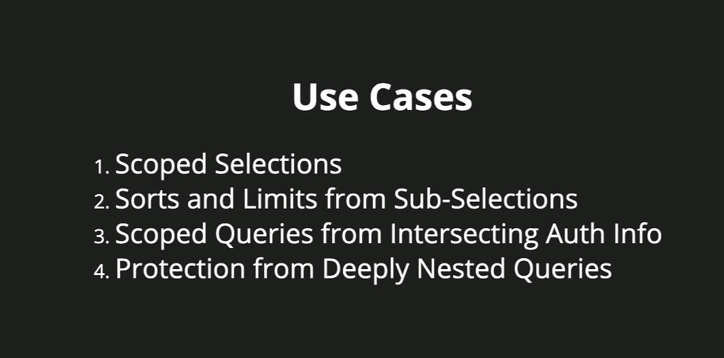 Use Cases
1. Scoped Selections
2. Sorts and Limits from Sub-Selections
3. Scoped Queries from Intersecting Auth Info
4. Protection from Deeply Nested Queries